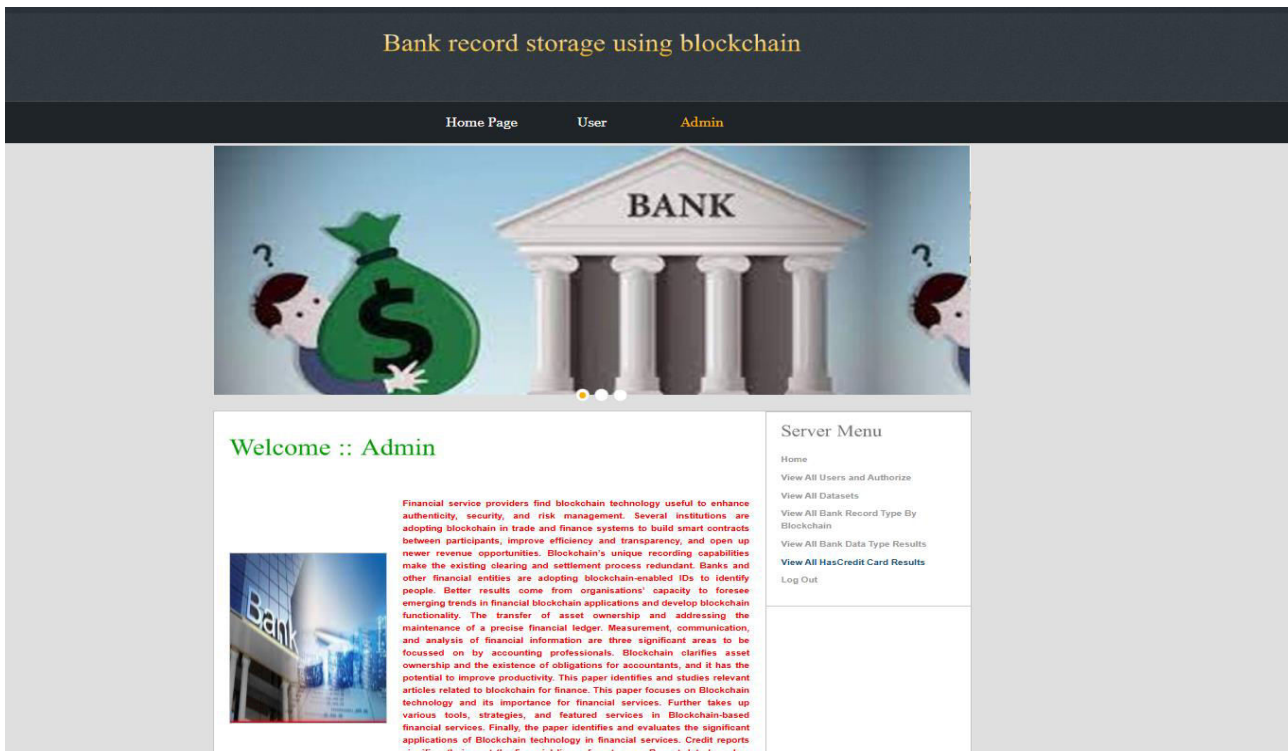 Bank record storage using blockchain
Home Page
User
Admin
?
?
BANK
$
Welcome :: Admin
Bank
Financial service providers find blockchain technology useful to enhance
authenticity, security, and risk management. Several institutions are
adopting blockchain in trade and finance systems to build smart contracts
between participants, improve efficiency and transparency, and open up
newer revenue opportunities. Blockchain's unique recording capabilities
make the existing clearing and settlement process redundant. Banks and
other financial entities are adopting blockchain-enabled IDs to identify
people. Better results come from organisations' capacity to foresee
emerging trends in financial blockchain applications and develop blockchain
functionality. The transfer of asset ownership and addressing the
maintenance of a precise financial ledger. Measurement, communication,
and analysis of financial information are three significant areas to be
focussed on by accounting professionals. Blockchain clarifies asset
ownership and the existence of obligations for accountants, and it has the
potential to improve productivity. This paper identifies and studies relevant
articles related to blockchain for finance. This paper focuses on Blockchain
technology and its importance for financial services. Further takes up
various tools, strategies, and featured services in Blockchain-based
financial services. Finally, the paper identifies and evaluates the significant
applications of Blockchain technology in financial services. Credit reports
Server Menu
Home
View All Users and Authorize
View All Datasets
View All Bank Record Type By
Blockchain
View All Bank Data Type Results
View All HasCredit Card Results
Log Out